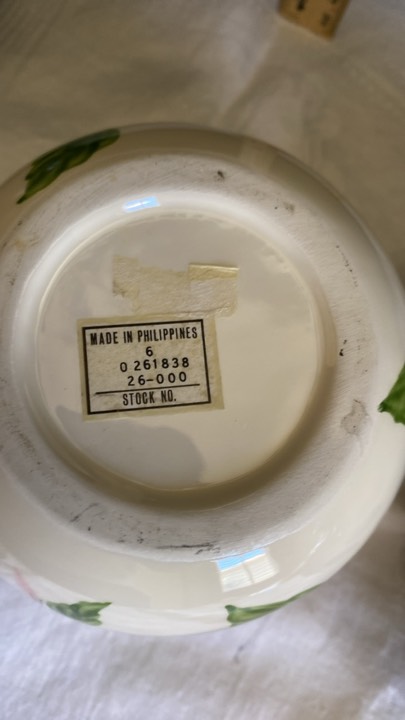 MADE IN PHILIPPINES
6
0 261838
26-000
STOCK NO.